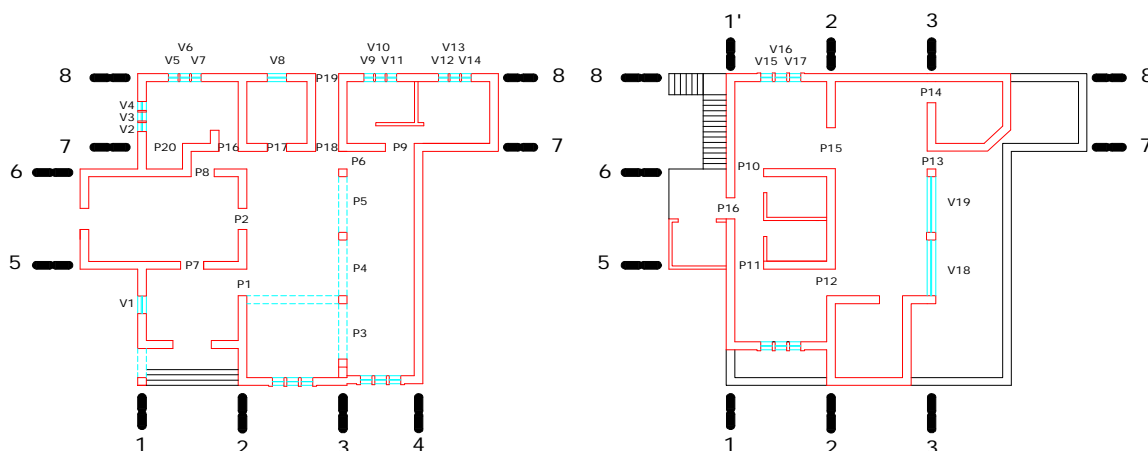 1' 2 3
V6 V10 V13 V16
V5 V7 V8 V9 V11 V12 V14 V15 V17
8 P19 8 8 8
P14
V4
V3
V2
7 P20 P16 P17 P18 P9 7 P15 7
P6 P13
6 P8 P10 6
P5 V19
P2 P16
5 P7 P4 P11 5 V18
P1 P12
V1
P3
1 2 3 4 1 2 3